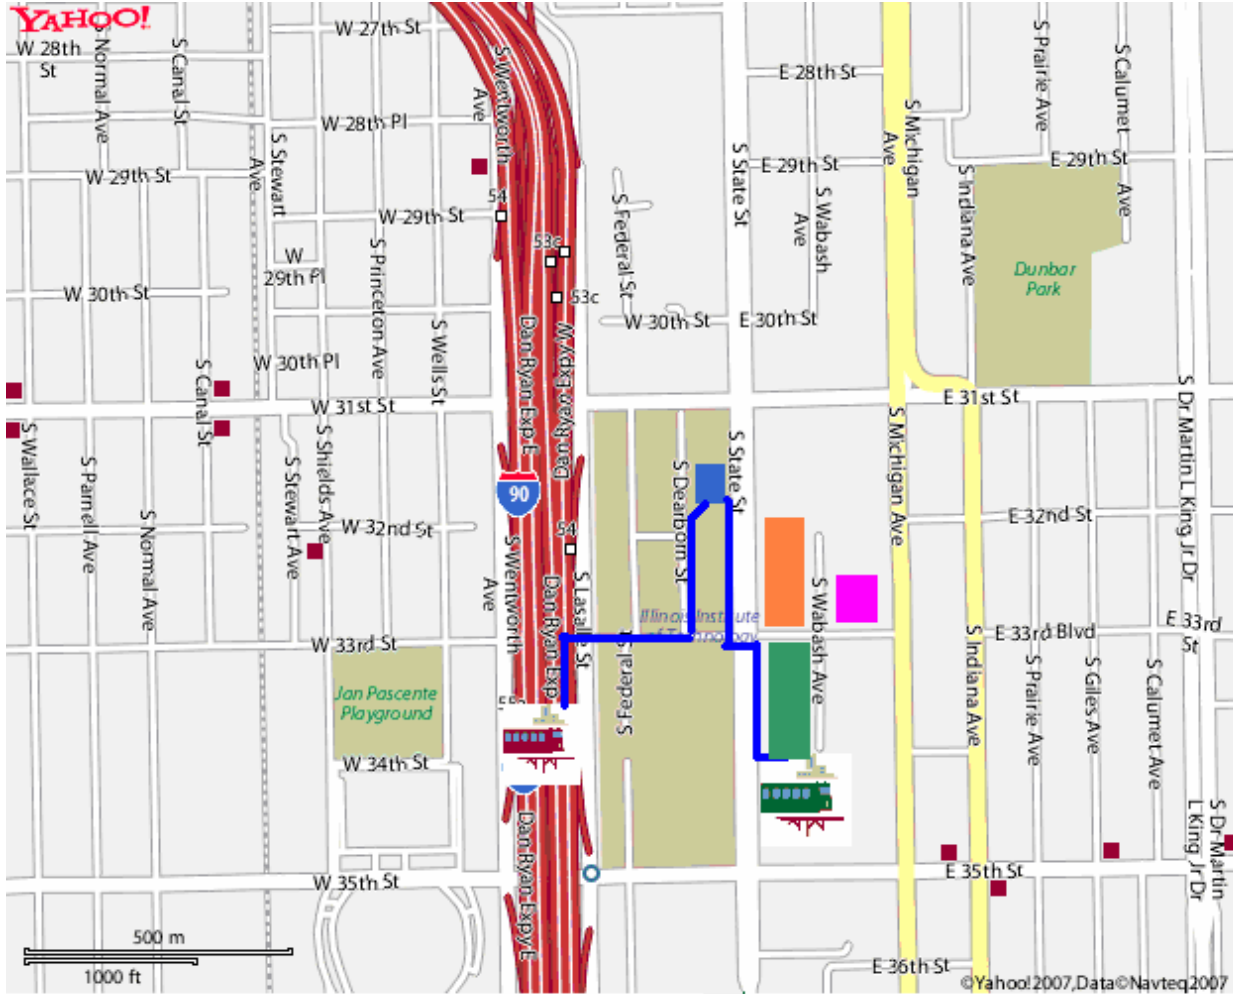 YAHOO!
W 27th St
W 28th
St
S Normal Ave
S Canal St
S Wentworth
Ave
E 28th St
S Prairie Ave
S Calumet
Ave
W 28th Pl
S Michigan
Ave
S Stewart
Ave
S State St
E 29th St
E 29th St
W 29th St
54
W 29th St
S Federal St
S Wabash
Ave
S Indiana Ave
53c
W
29th Pl
S Princeton Ave
Dunbar
Park
W 30th St
53c
W 30th St
E 30th St
S Wells St
Dan Ryan Exp E
Dan Ryan Expy W
W 30th Pl
S Canal St
W 31st St
E 31st St
S Dr Martin L King Jr Dr
S Wallace St
S Parnell Ave
S Normal Ave
S Stewart Ave
S Shields Ave
90
S Dearborn St
S State St
S Michigan Ave
W 32nd St
54
E 32nd St
S Wentworth
Ave
Dan Ryan Exp
S Lasalle St
S Wabash Ave
Illinois Institute
of Technology
W 33rd St
S Federal St
E 33rd Blvd
E 33rd
St
S Indiana Ave
S Prairie Ave
S Giles Ave
S Calumet Ave
Jan Pascente
Playground
W 34th St
Dan Ryan Expy E
S Dr Martin
L King Jr Dr
W 35th St
E 35th St
500 m
1000 ft
E 36th St
©Yahoo!2007,Data©Navteq2007